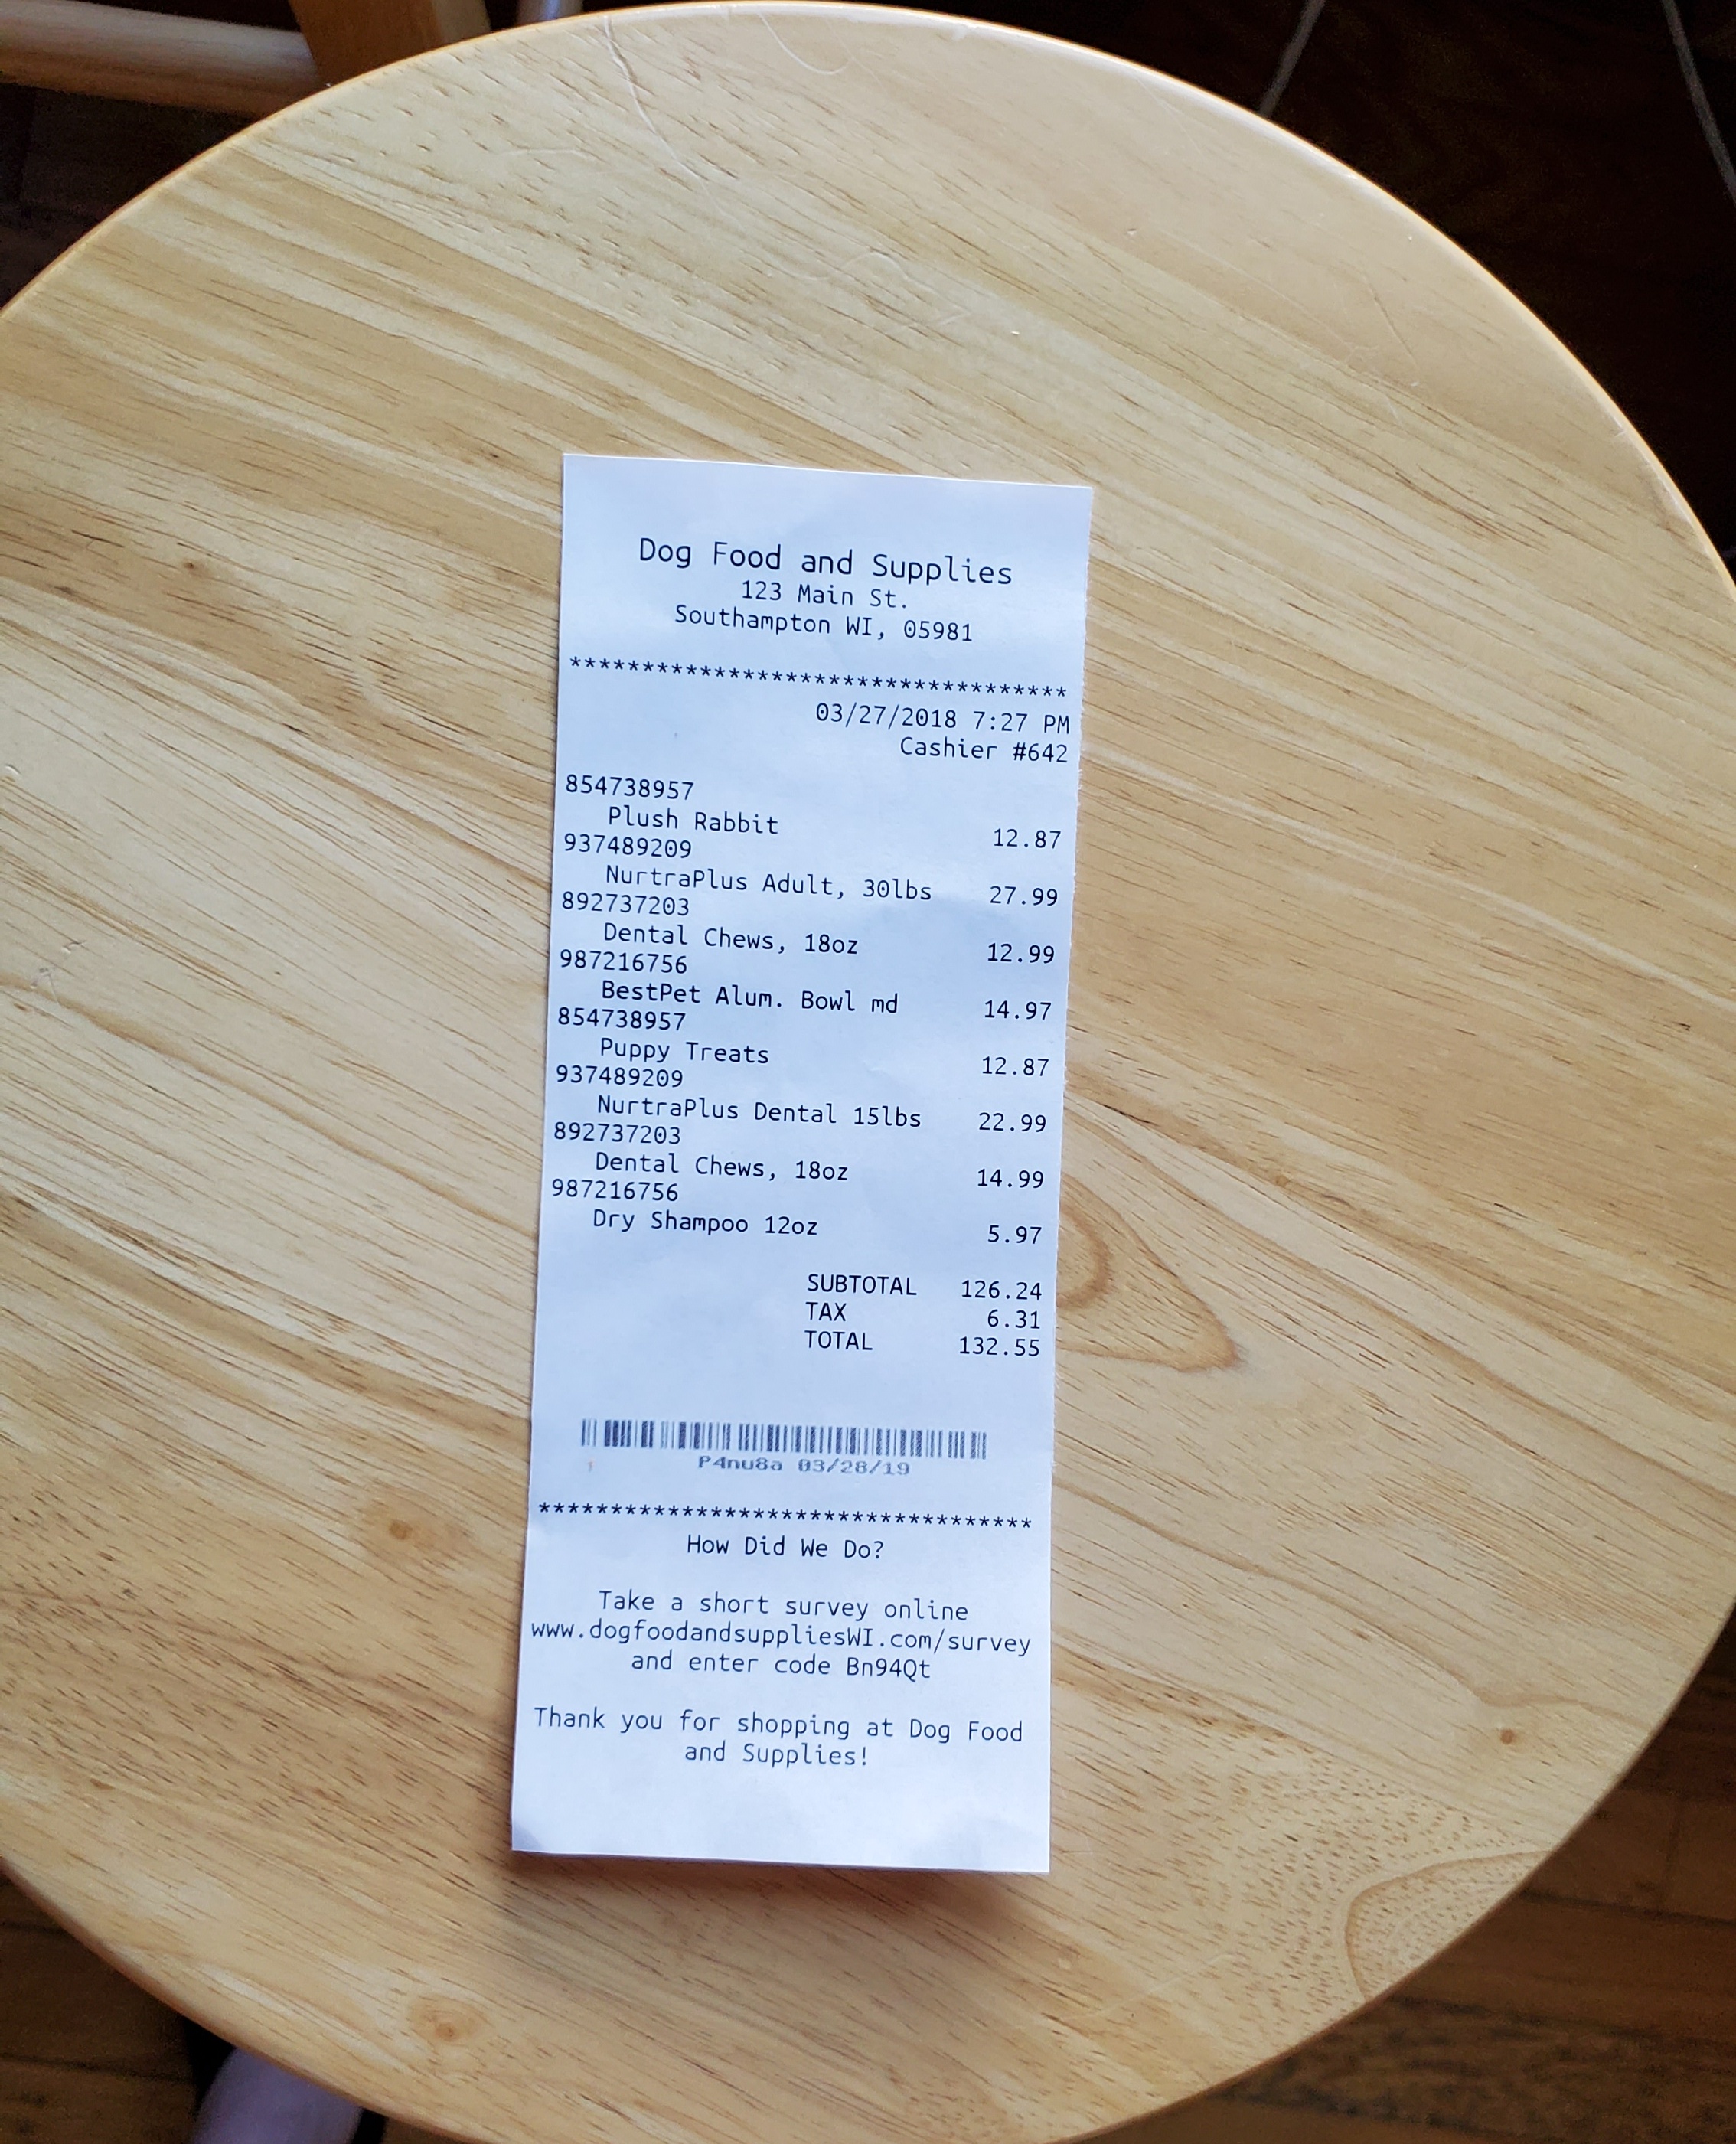 Dog Food and Supplies
123 Main St.
Southampton WI, 05981
***********************************
03/27/2018 7:27 PM
Cashier #642
854738957
Plush Rabbit 12.87
937489209
NurtraPlus Adult, 30lbs 27.99
892737203
Dental Chews, 18oz 12.99
987216756
BestPet Alum. Bowl md 14.97
854738957
Puppy Treats 12.87
937489209
NurtraPlus Dental 15lbs 22.99
892737203
Dental Chews, 18oz 14.99
987216756
Dry Shampoo 12oz 5.97
SUBTOTAL 126.24
TAX 6.31
TOTAL 132.55
P4nu8a 03/28/19
***********************************
How Did We Do?
Take a short survey online
www.dogfoodandsuppliesWI.com/survey
and enter code Bn94Qt
Thank you for shopping at Dog Food
and Supplies!